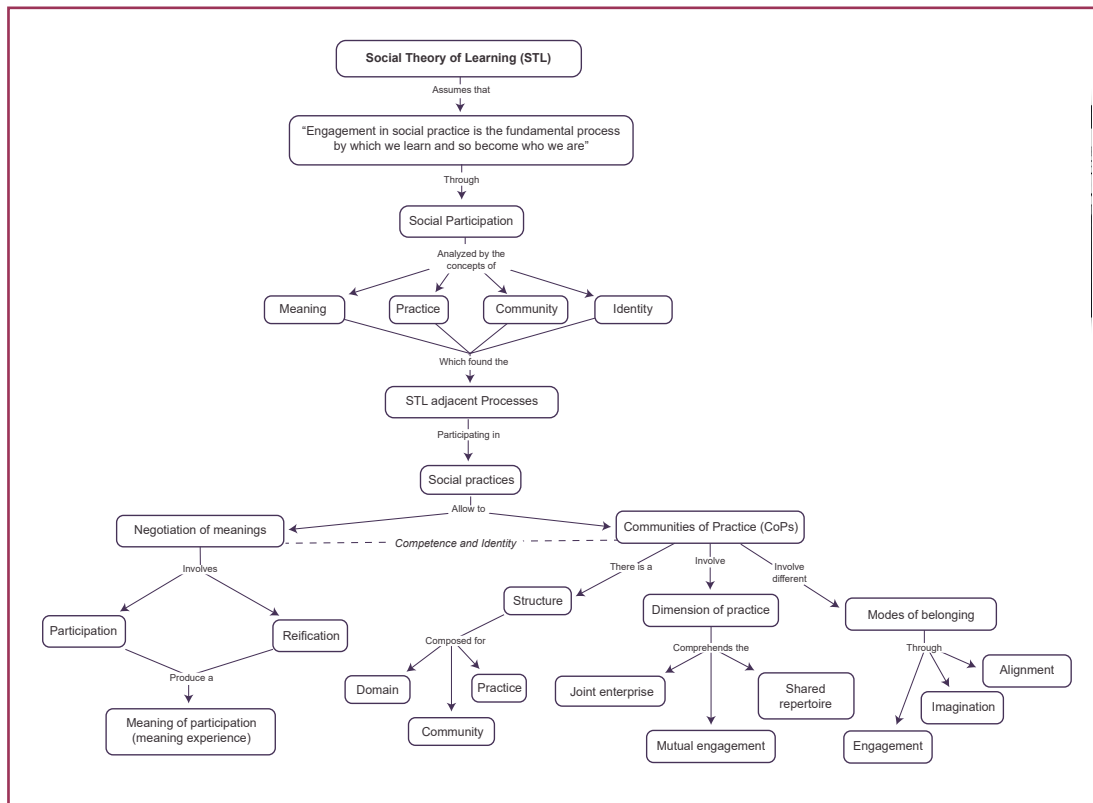 Social Theory of Learning (STL)
Assumes that
“Engagement in social practice is the fundamental process
by which we learn and so become who we are”
Through
Social Participation
Analyzed by the
concepts of
Meaning
Practice
Community
Identity
Which found the
STL adjacent Processes
Participating in
Social practices
Allow to
Negotiation of meanings
Communities of Practice (CoPs)
Competence and Identity
Involves
There is a
Involve
Involve
different
Participation
Reification
Structure
Dimension of practice
Modes of belonging
Produce a
Composed for
Comprehends the
Through
Meaning of participation
(meaning experience)
Domain
Practice
Community
Joint enterprise
Shared
repertoire
Mutual engagement
Alignment
Imagination
Engagement